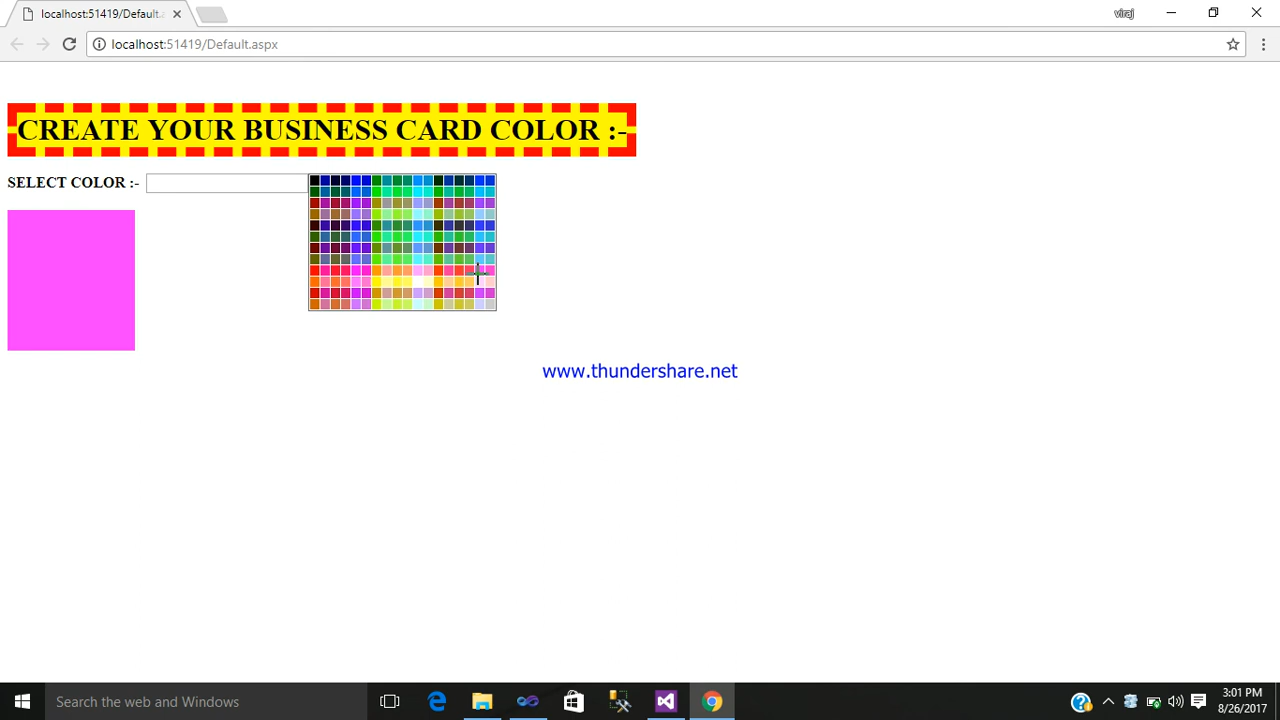 localhost:51419/Default.a
viraj
localhost:51419/Default.aspx
CREATE YOUR BUSINESS CARD COLOR :-
SELECT COLOR :-
www.thundershare.net
Search the web and Windows
3:01 PM
8/26/2017